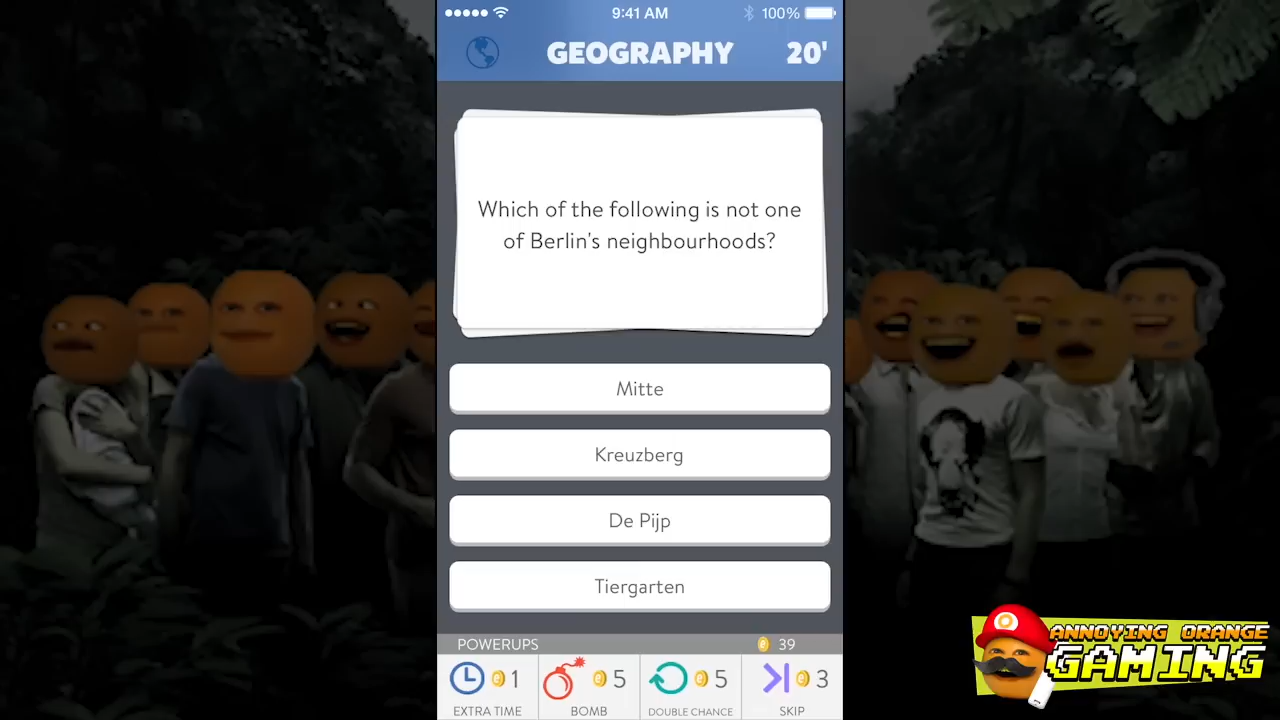 9:41 AM
100%
GEOGRAPHY
20'
Which of the following is not one
of Berlin's neighbourhoods?
Mitte
Kreuzberg
De Pijp
Tiergarten
POWERUPS
39
1
5
5
3
EXTRA TIME
BOMB
DOUBLE CHANCE
SKIP
ANNOYING ORANGE
GAMING